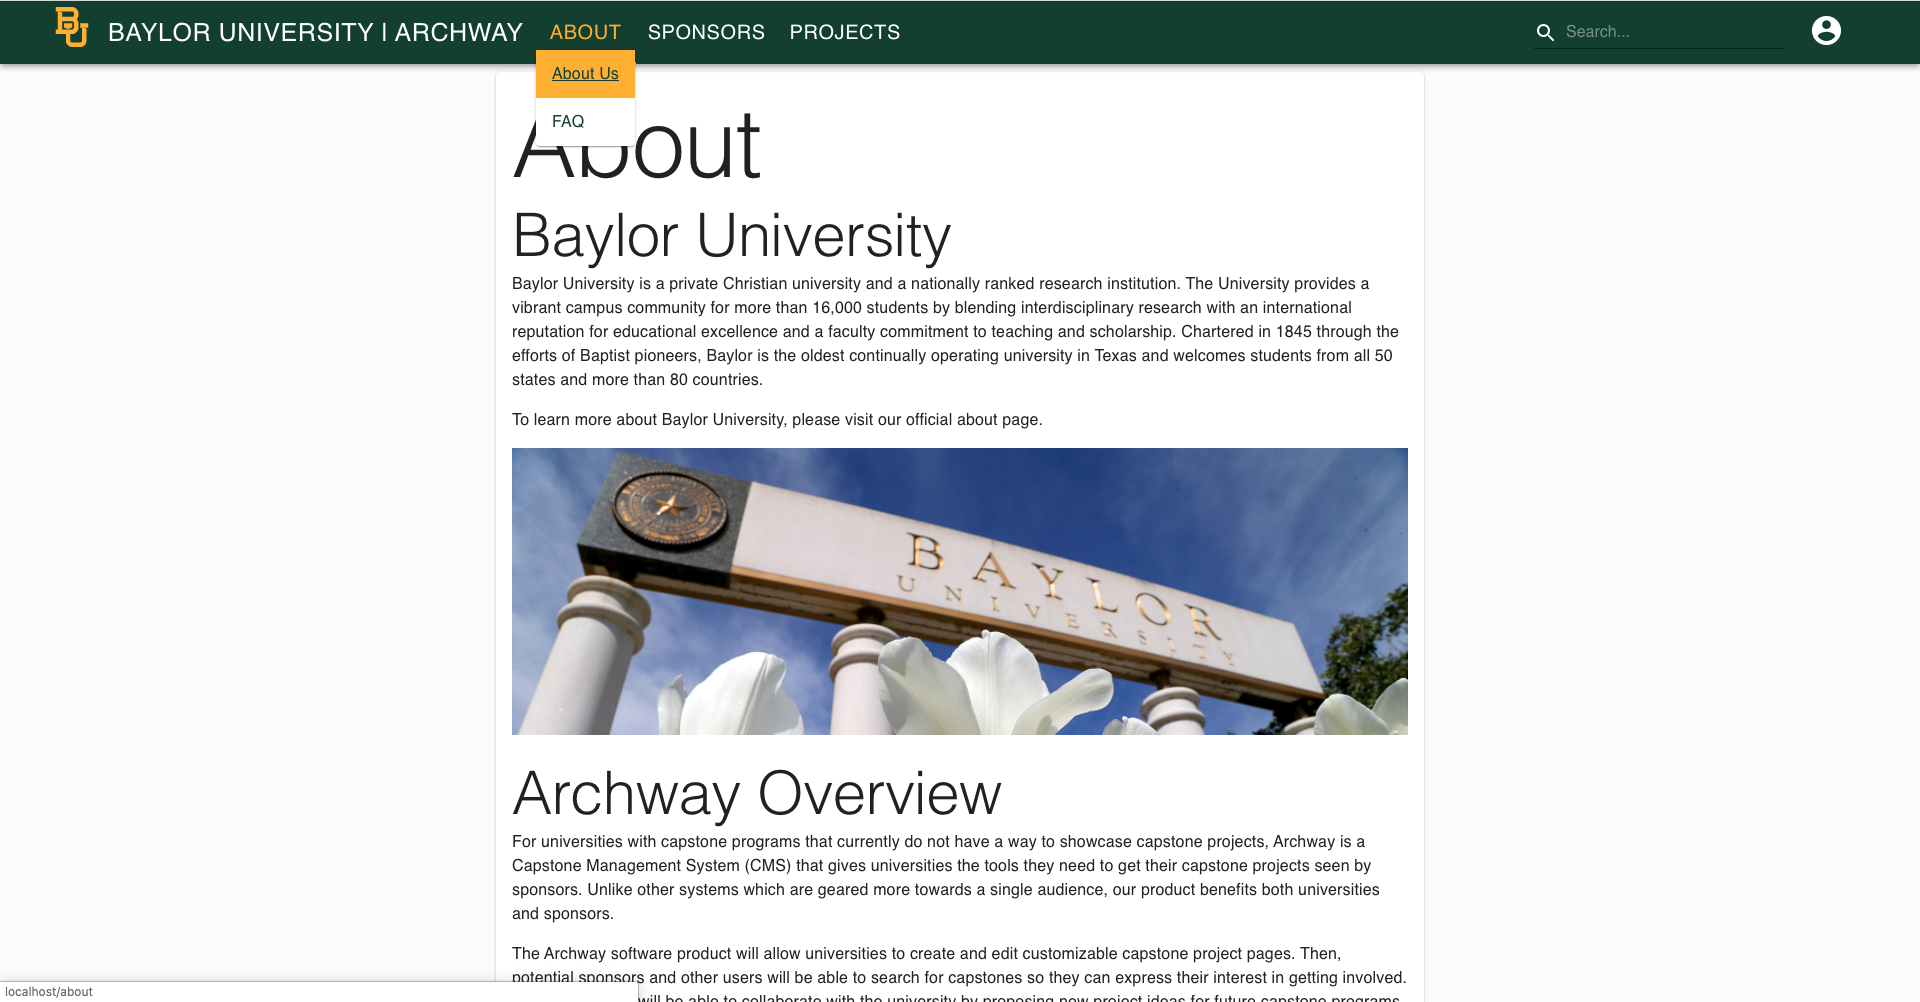 BU
BAYLOR UNIVERSITY | ARCHWAY
ABOUT
SPONSORS
PROJECTS
Search...
About Us
FAQ
About
Baylor University
Baylor University is a private Christian university and a nationally ranked research institution. The University provides a
vibrant campus community for more than 16,000 students by blending interdisciplinary research with an international
reputation for educational excellence and a faculty commitment to teaching and scholarship. Chartered in 1845 through the
efforts of Baptist pioneers, Baylor is the oldest continually operating university in Texas and welcomes students from all 50
states and more than 80 countries.
To learn more about Baylor University, please visit our official about page.
BAYLOR
UNIVERSITY
Archway Overview
For universities with capstone programs that currently do not have a way to showcase capstone projects, Archway is a
Capstone Management System (CMS) that gives universities the tools they need to get their capstone projects seen by
sponsors. Unlike other systems which are geared more towards a single audience, our product benefits both universities
and sponsors.
The Archway software product will allow universities to create and edit customizable capstone project pages. Then,
potential sponsors and other users will be able to search for capstones so they can express their interest in getting involved.
will be able to collaborate with the university by proposing new project ideas for future capstone programs
localhost/about